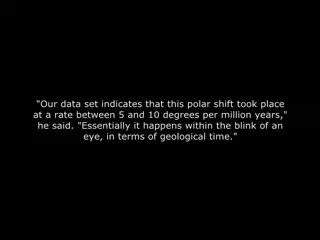 "Our data set indicates that this polar shift took place
at a rate between 5 and 10 degrees per million years,"
he said. "Essentially it happens within the blink of an
eye, in terms of geological time."